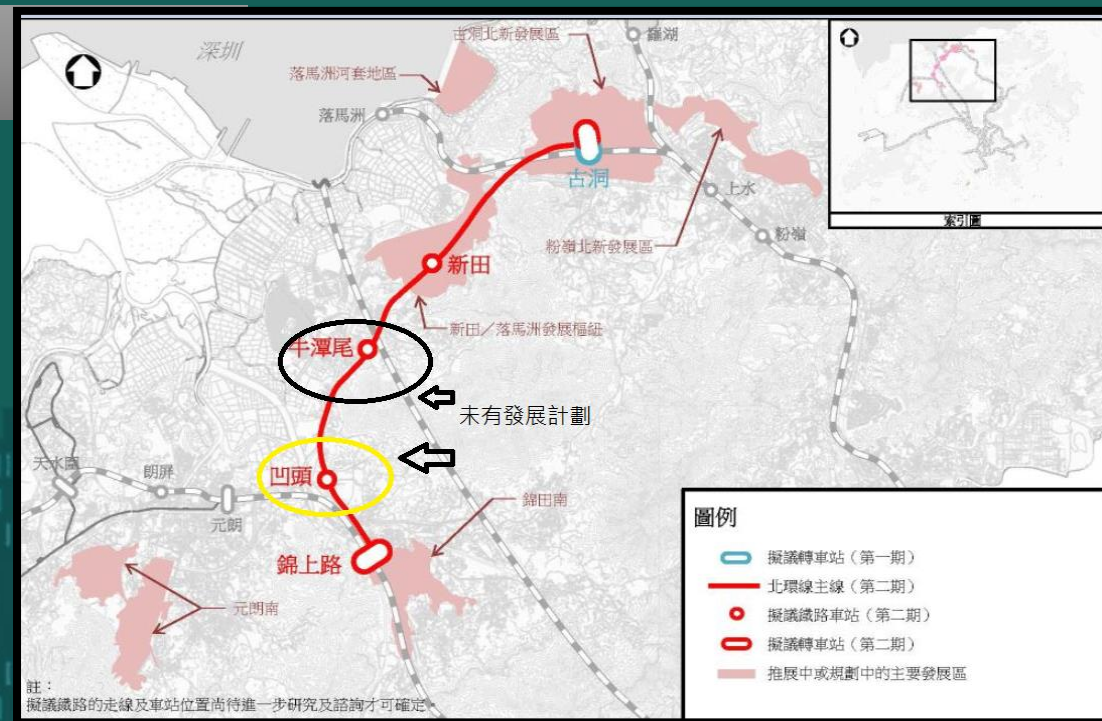 深圳
古洞北新發展區
羅湖
落馬洲河套地區
落馬洲
古洞
上水
粉嶺
粉嶺北新發展區
索引圖
新田
新田／落馬洲發展樞紐
牛潭尾
未有發展計劃
天水圍
朗屏
凹頭
元朗
錦田南
錦上路
元朗南
圖例
擬議轉車站（第一期）
北環線主線（第二期）
擬議鐵路車站（第二期）
擬議轉車站（第二期）
推展中或規劃中的主要發展區
註：
擬議鐵路的走線及車站位置尚待進一步研究及諮詢才可確定。